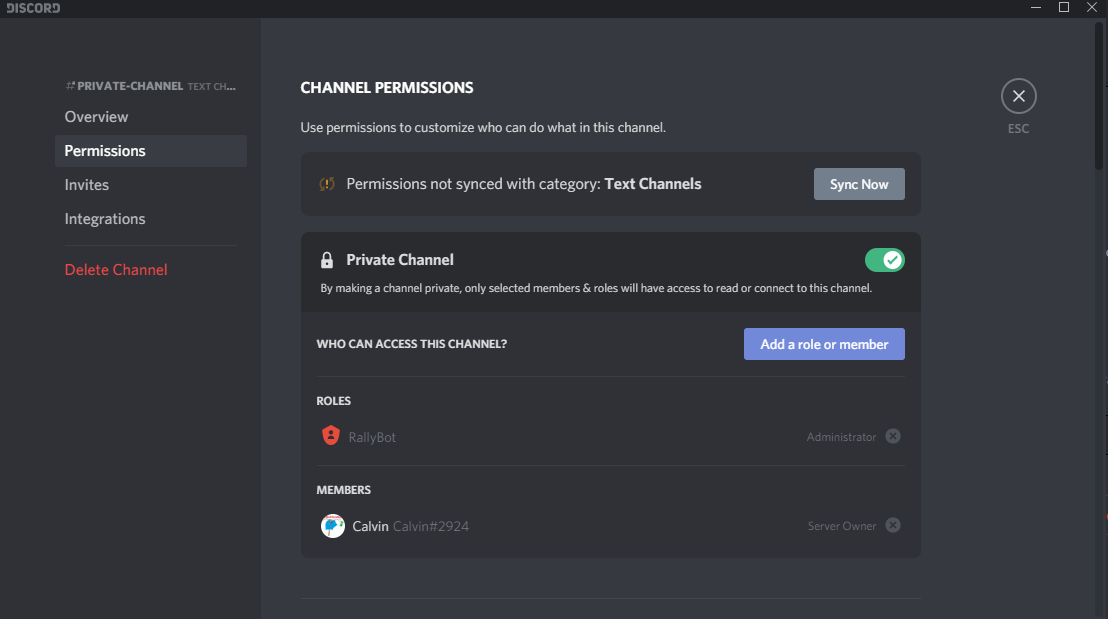 DISCORD
PRIVATE-CHANNEL TEXT CH...
Overview
Permissions
Invites
Integrations
Delete Channel
CHANNEL PERMISSIONS
Use permissions to customize who can do what in this channel.
ESC
Permissions not synced with category: Text Channels
Sync Now
Private Channel
By making a channel private, only selected members & roles will have access to read or connect to this channel.
WHO CAN ACCESS THIS CHANNEL?
Add a role or member
ROLES
RallyBot
Administrator
MEMBERS
Calvin Calvin#2924
Server Owner